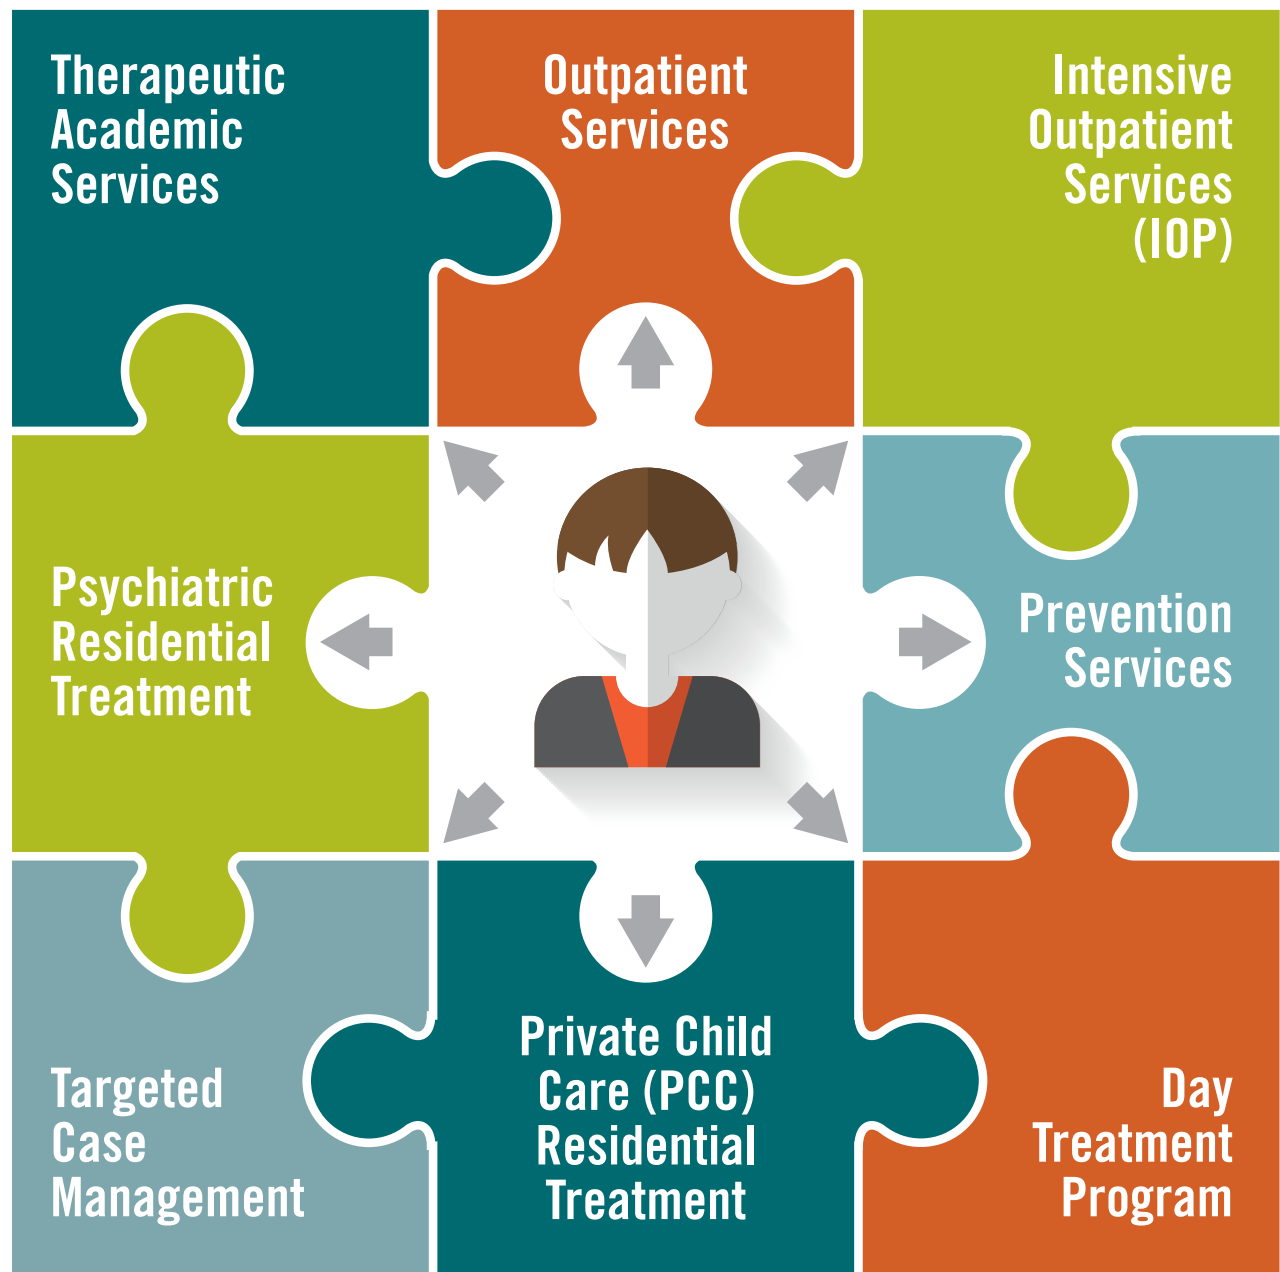 Therapeutic
Academic
Services
Outpatient
Services
Intensive
Outpatient
Services
(IOP)
Psychiatric
Residential
Treatment
Prevention
Services
Targeted
Case
Management
Private Child
Care (PCC)
Residential
Treatment
Day
Treatment
Program